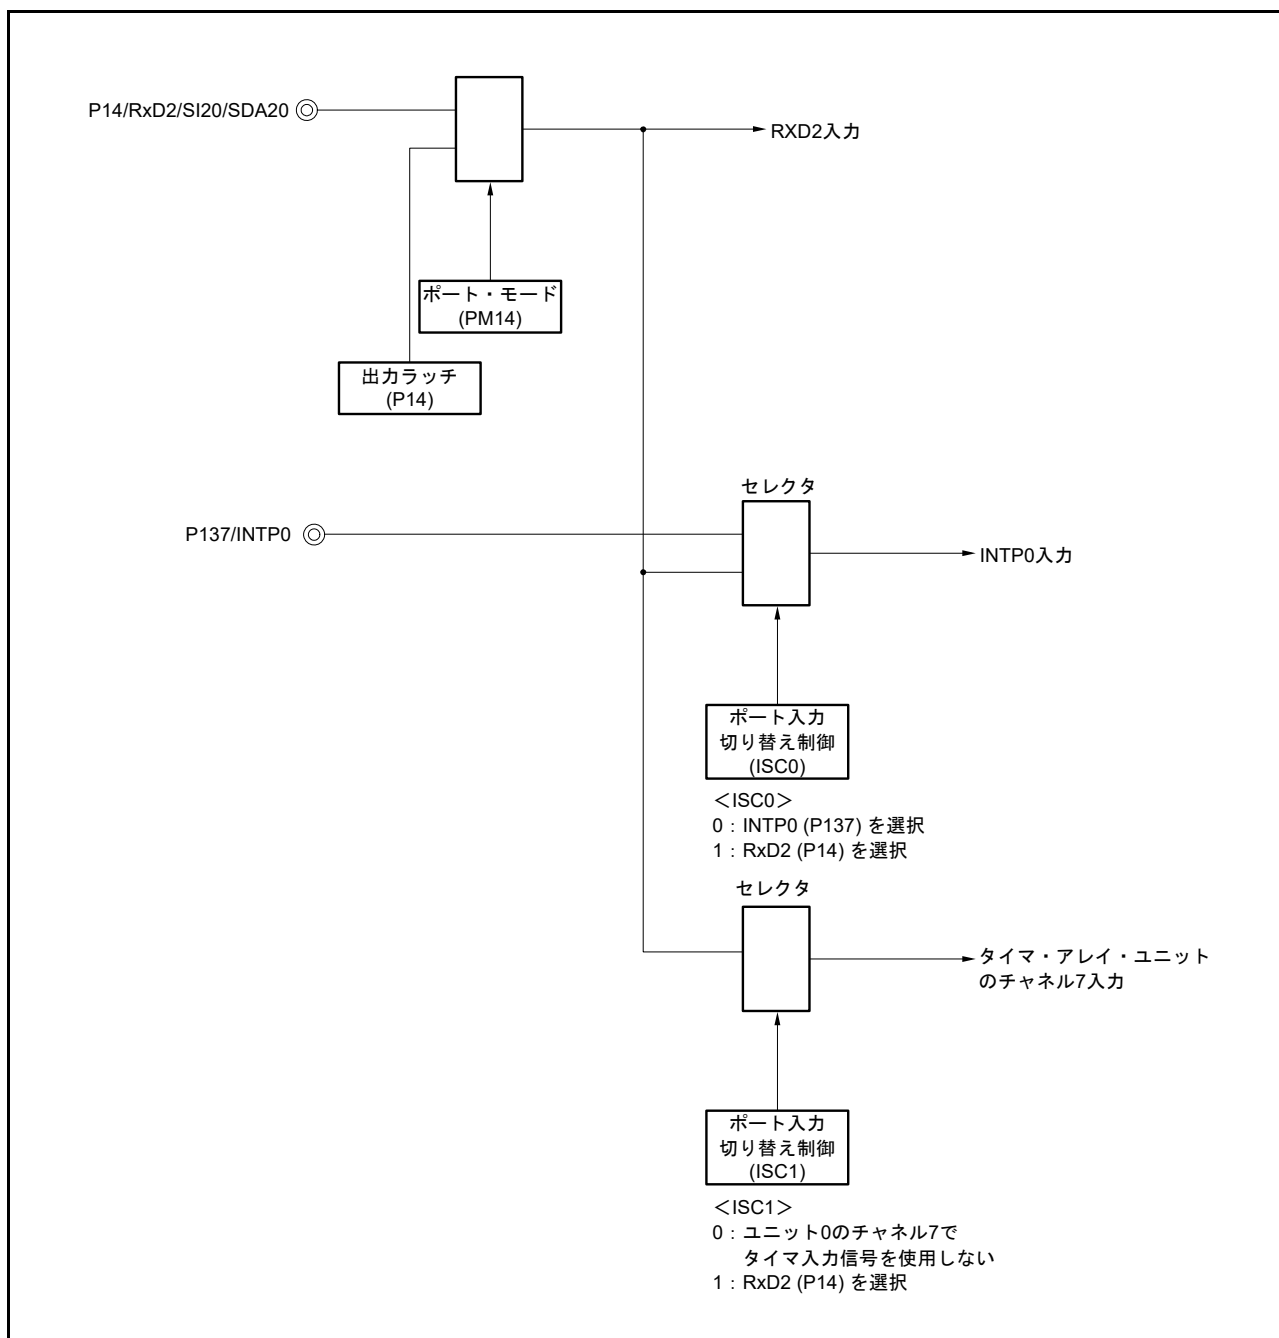 P14/RxD2/SI20/SDA20
RXD2入力
ポート・モード
(PM14)
出力ラッチ
(P14)
セレクタ
P137/INTP0
INTP0入力
ポート入力
切り替え制御
(ISC0)
＜ISC0＞
0：INTP0 (P137) を選択
1：RxD2 (P14) を選択
セレクタ
タイマ・アレイ・ユニット
のチャネル7入力
ポート入力
切り替え制御
(ISC1)
＜ISC1＞
0：ユニット0のチャネル7で
タイマ入力信号を使用しない
1：RxD2 (P14) を選択